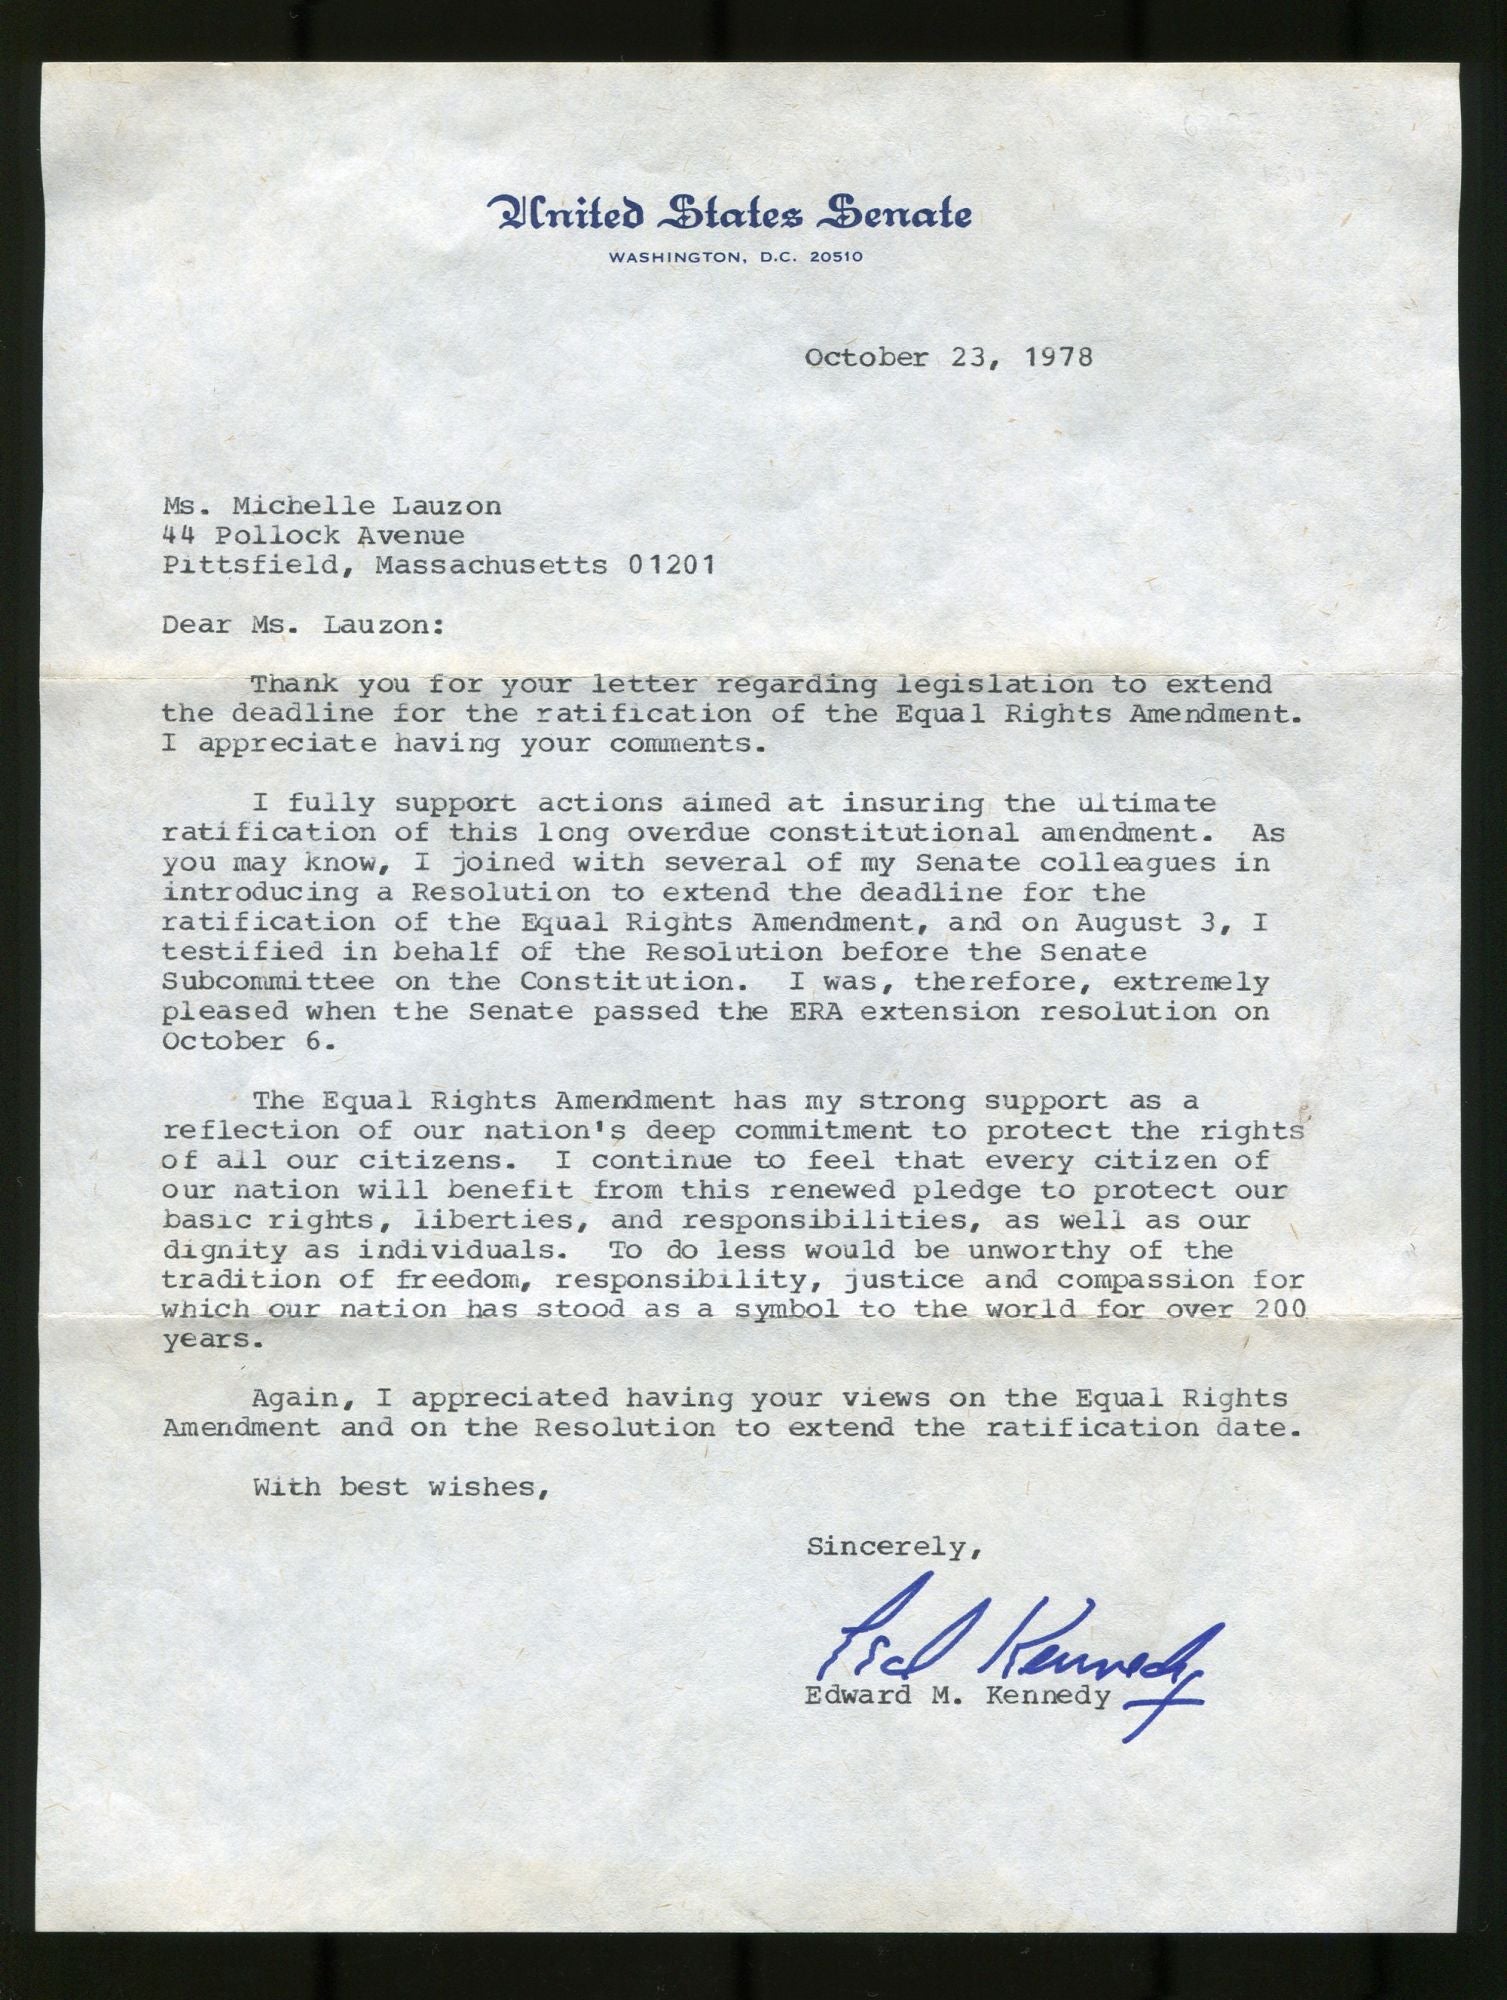 United States Senate
WASHINGTON, D.C. 20510
October 23, 1978
Ms. Michelle Lauzon
44 Pollock Avenue
Pittsfield, Massachusetts 01201
Dear Ms. Lauzon:
Thank you for your letter regarding legislation to extend
the deadline for the ratification of the Equal Rights Amendment.
I appreciate having your comments.
I fully support actions aimed at insuring the ultimate
ratification of this long overdue constitutional amendment. As
you may know, I joined with several of my Senate colleagues in
introducing a Resolution to extend the deadline for the
ratification of the Equal Rights Amendment, and on August 3, I
testified in behalf of the Resolution before the Senate
Subcommittee on the Constitution. I was, therefore, extremely
pleased when the Senate passed the ERA extension resolution on
October 6.
The Equal Rights Amendment has my strong support as a
reflection of our nation's deep commitment to protect the rights
of all our citizens. I continue to feel that every citizen of
our nation will benefit from this renewed pledge to protect our
basic rights, liberties, and responsibilities, as well as our
dignity as individuals. To do less would be unworthy of the
tradition of freedom, responsibility, justice and compassion for
which our nation has stood as a symbol to the world for over 200
years.
Again, I appreciated having your views on the Equal Rights
Amendment and on the Resolution to extend the ratification date.
With best wishes,
Sincerely,
Ted Kennedy
Edward M. Kennedy